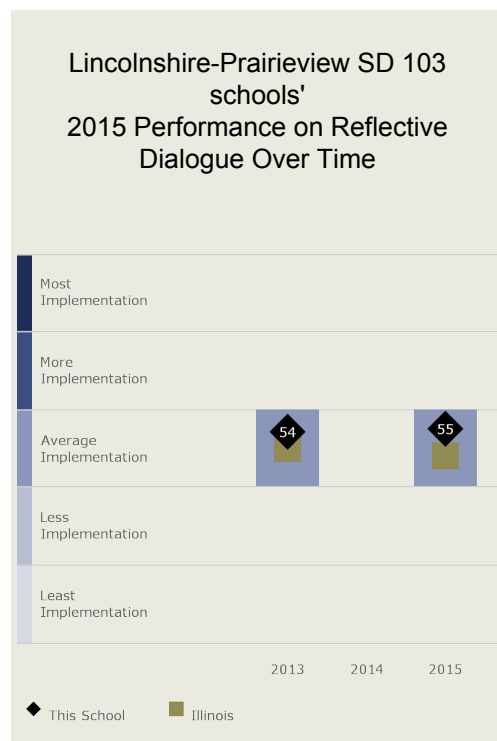 Lincolnshire-Prairieview SD 103
schools'
2015 Performance on Reflective
Dialogue Over Time
Most
Implementation
More
Implementation
Average
Implementation
54
55
Less
Implementation
Least
Implementation
2013 2014 2015
This School Illinois